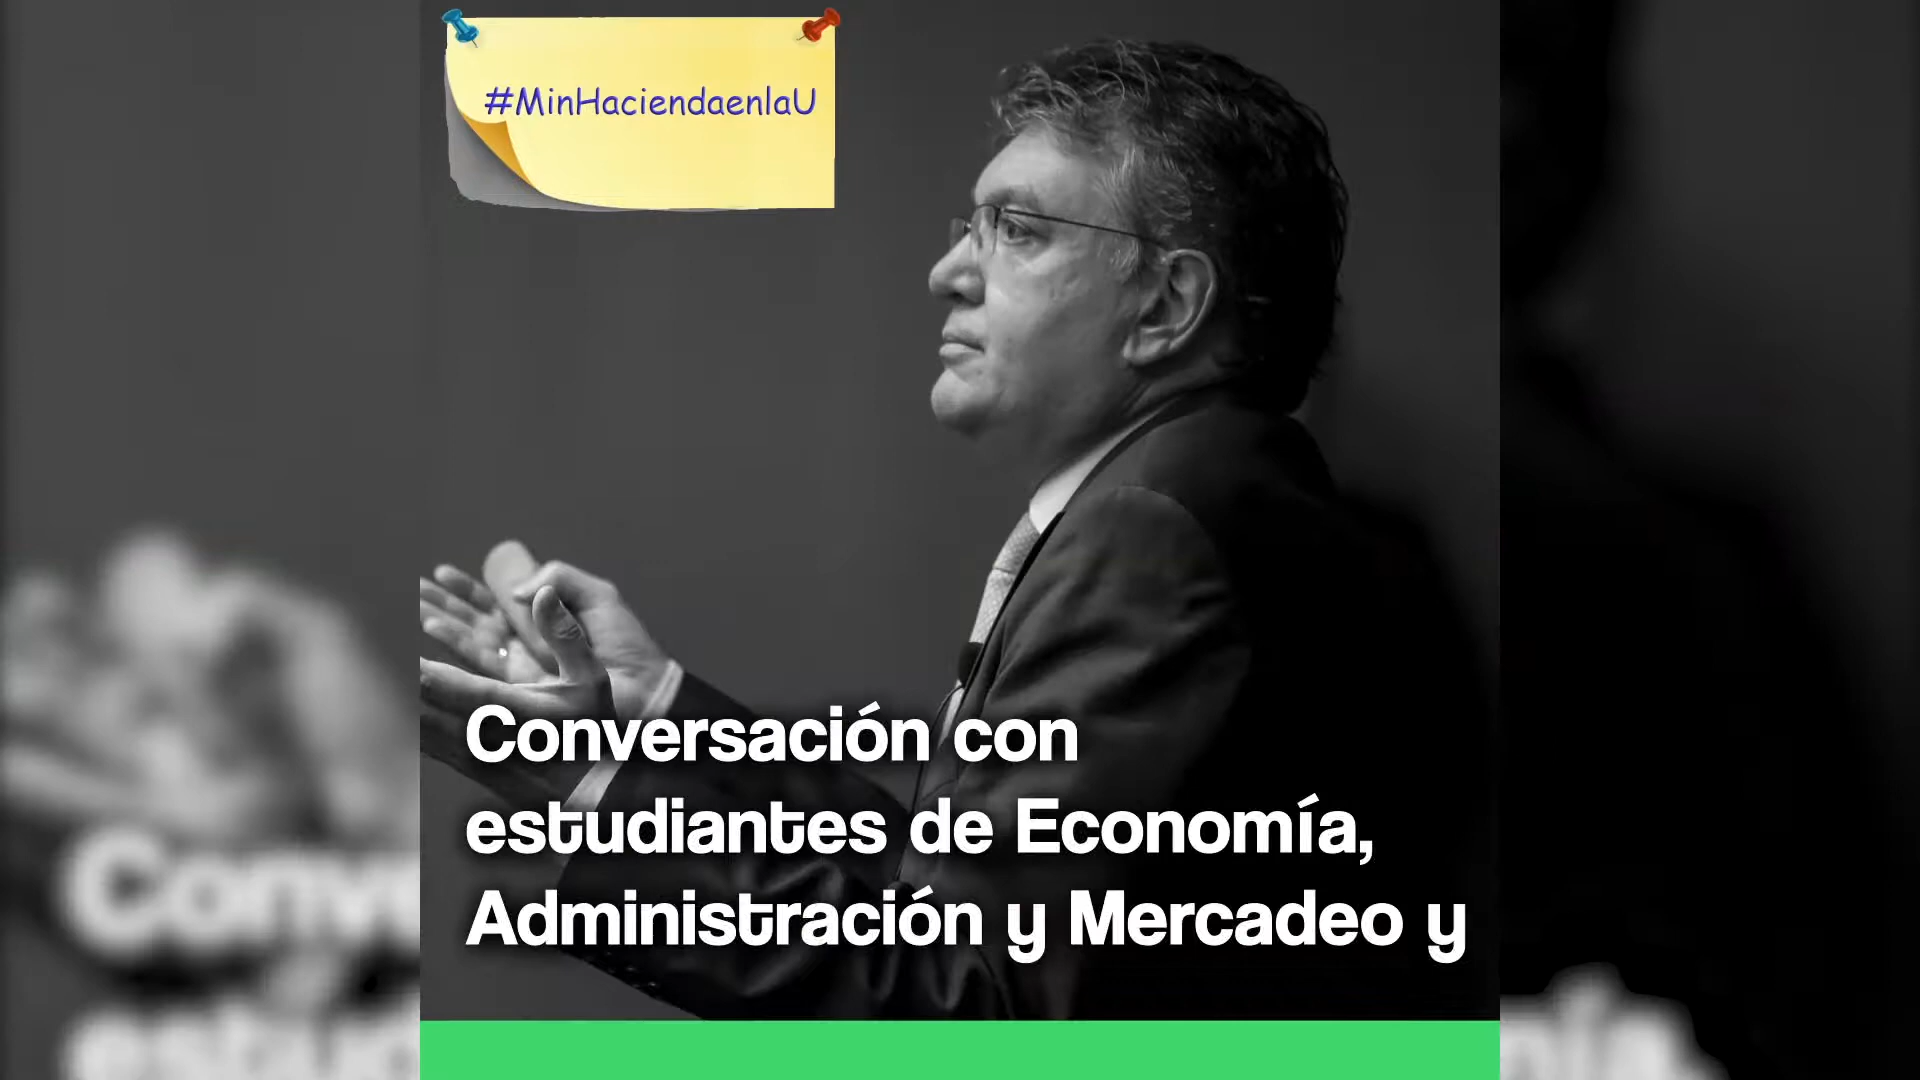 #MinHaciendaenlaU
Conversación con
estudiantes de Economía,
Administración y Mercadeo y